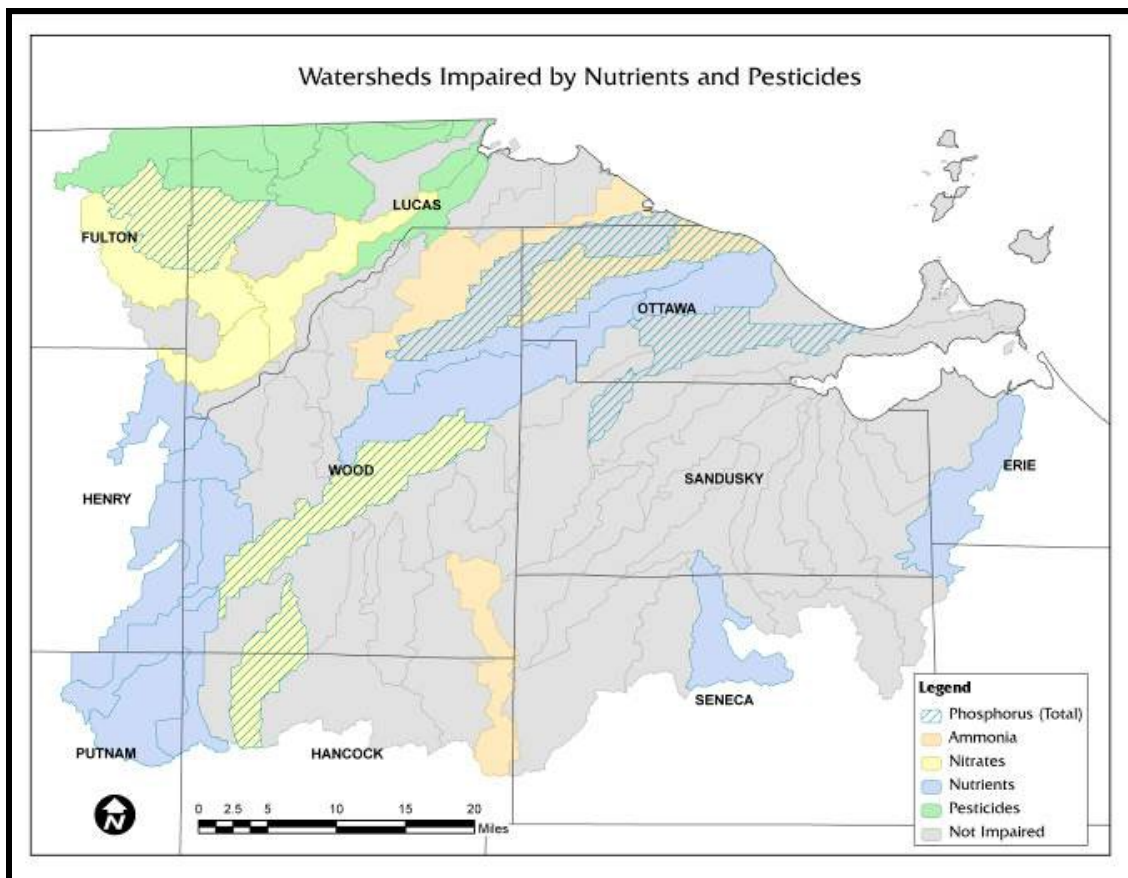 Watersheds Impaired by Nutrients and Pesticides
LUCAS
FULTON
OTTAWA
WOOD
SANDUSKY
ERIE
HENRY
SENECA
PUTNAM
HANCOCK
Legend
Phosphorus (Total)
Ammonia
Nitrates
Nutrients
Pesticides
Not Impaired
N
0 2.5 5 10 15 20
Miles